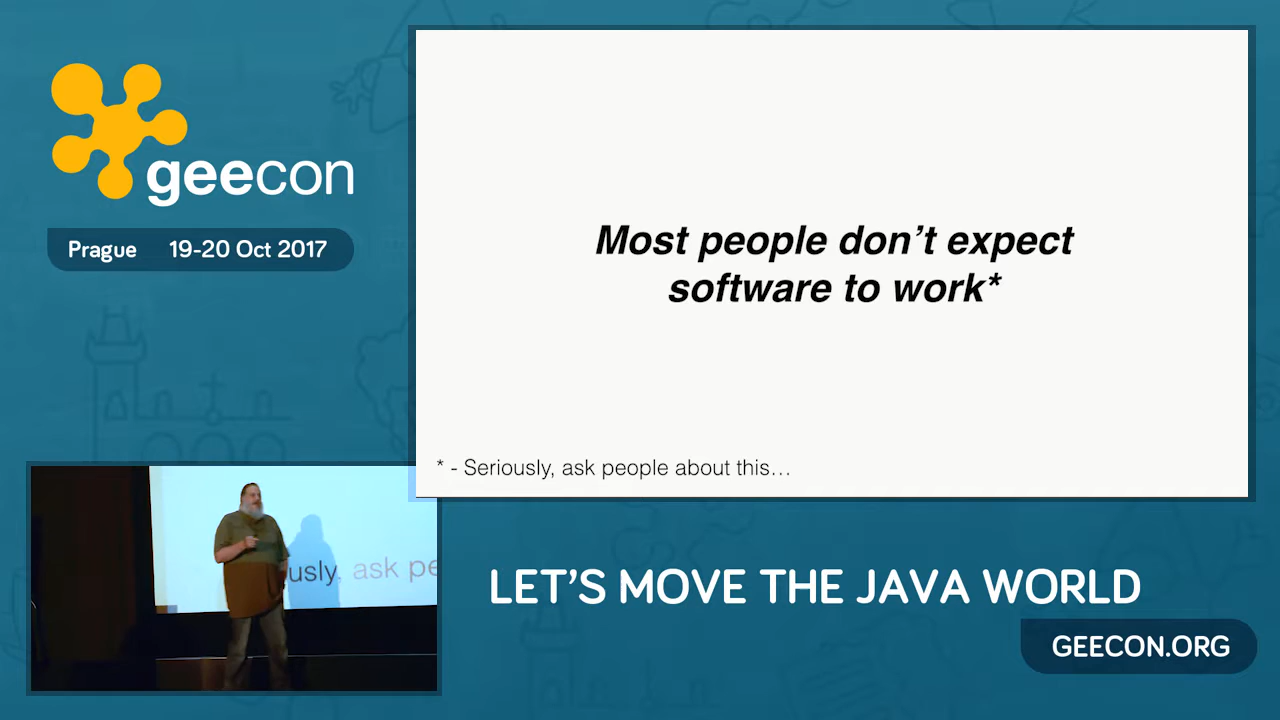 geecon
Prague 19-20 Oct 2017
Most people don’t expect
software to work*
* - Seriously, ask people about this…
usly, ask pe
LET’S MOVE THE JAVA WORLD
GEECON.ORG